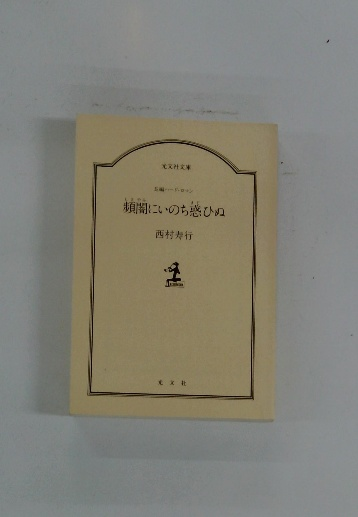 光文社文庫
長編ハード・ロマン
頻闇にいのち惑ひぬ
西村寿行
光文社